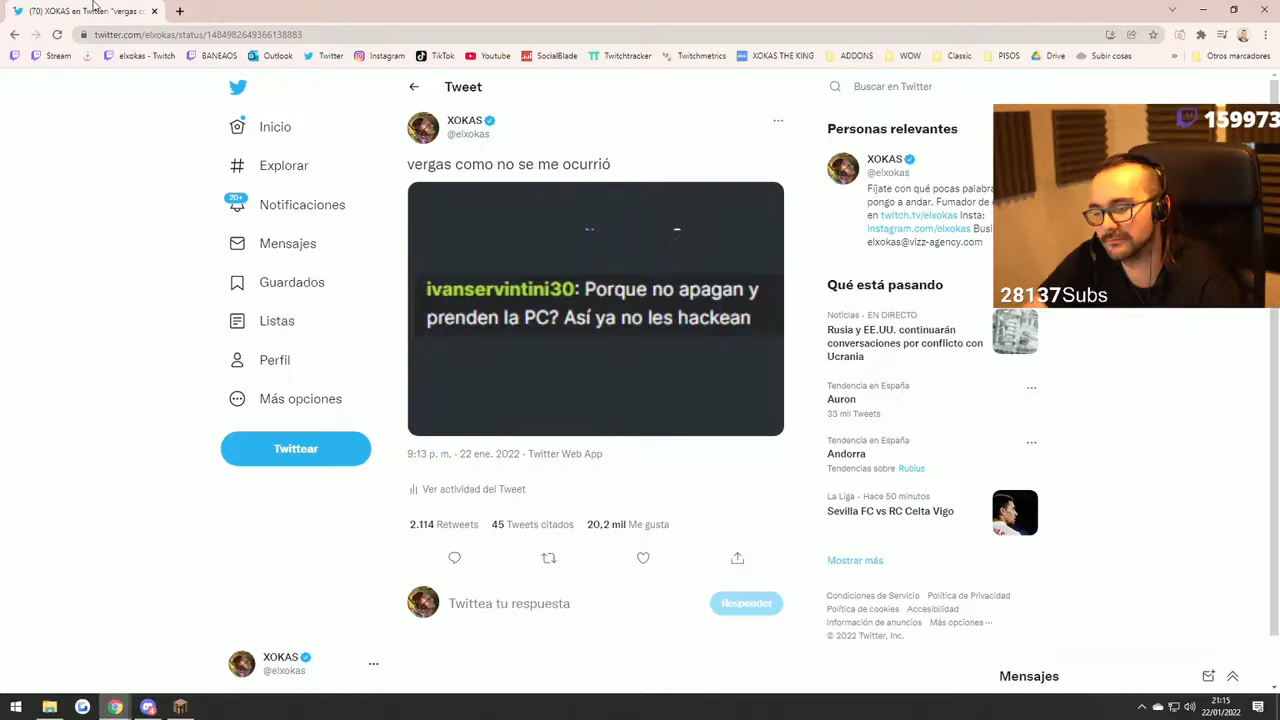 (70) XOKAS en Twitter: "vergas co
twitter.com/elxokas/status/1484982649366138883
Stream
elxokas - Twitch
BANEAOS
Outlook
Twitter
Instagram
TikTok
Youtube
SocialBlade
Twitchtracker
Twitchmetrics
XOKAS THE KING
ADDONS
WOW
Classic
PISOS
Drive
Subir cosas
»
Otros marcadores
Tweet
Buscar en Twitter
Inicio
Explorar
20+
Notificaciones
Mensajes
Guardados
Listas
Perfil
Más opciones
Twittear
XOKAS
@elxokas
XOKAS
@elxokas
vergas como no se me ocurrió
ivanservintini30: Porque no apagan y
prenden la PC? Así ya no les hackean
9:13 p. m. · 22 ene. 2022 · Twitter Web App
Ver actividad del Tweet
2.114 Retweets 45 Tweets citados 20,2 mil Me gusta
Twittea tu respuesta
Responder
Personas relevantes
XOKAS
@elxokas
Fíjate con qué pocas palabra
pongo a andar. Fumador de
en twitch.tv/elxokas Insta:
instagram.com/elxokas Busi
elxokas@vizz-agency.com
159973
28137Subs
Qué está pasando
Noticias · EN DIRECTO
Rusia y EE.UU. continuarán
conversaciones por conflicto con
Ucrania
Tendencia en España
Auron
33 mil Tweets
Tendencia en España
Andorra
Tendencias sobre Rubius
La Liga · Hace 50 minutos
Sevilla FC vs RC Celta Vigo
Mostrar más
Condiciones de Servicio Política de Privacidad
Política de cookies Accesibilidad
Información de anuncios Más opciones ···
© 2022 Twitter, Inc.
Mensajes
21:15
22/01/2022